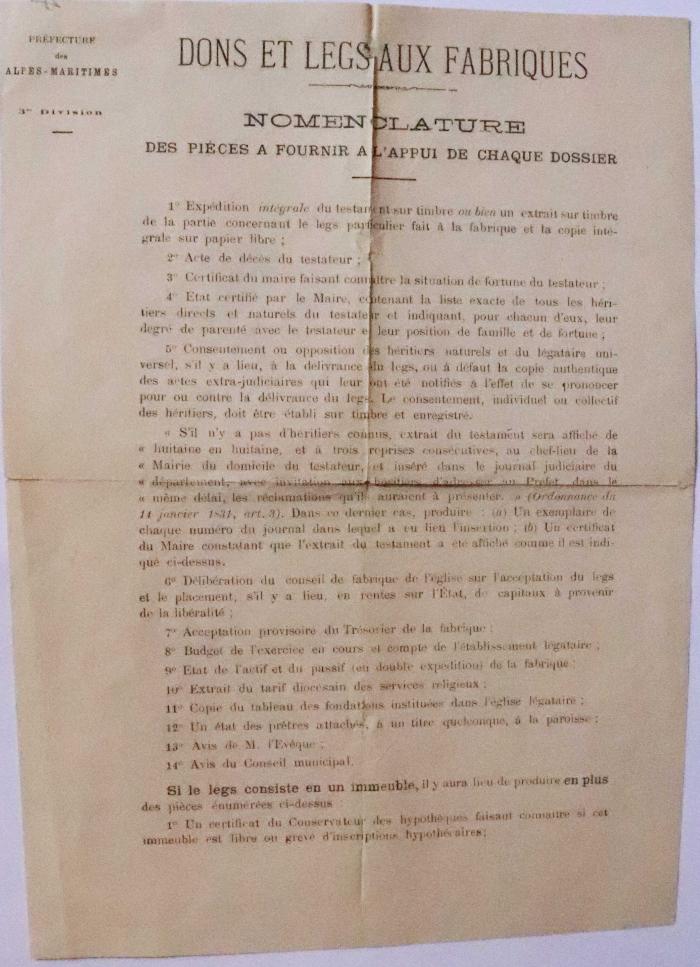 PRÉFECTURE
des
ALPES-MARITIMES
3me Division
DONS ET LEGS AUX FABRIQUES
NOMENCLATURE
DES PIÈCES A FOURNIR A L'APPUI DE CHAQUE DOSSIER
1° Expédition intégrale du testament sur timbre ou bien un extrait sur timbre
de la partie concernant le legs particulier fait à la fabrique et la copie inté-
grale sur papier libre ;
2° Acte de décès du testateur ;
3° Certificat du maire faisant connaître la situation de fortune du testateur ;
4° Etat certifié par le Maire, contenant la liste exacte de tous les héri-
tiers directs et naturels du testateur et indiquant, pour chacun d'eux, leur
degré de parenté avec le testateur et leur position de famille et de fortune ;
5° Consentement ou opposition des héritiers naturels et du légataire uni-
versel, s'il y a lieu, à la délivrance du legs, ou à défaut la copie authentique
des actes extra-judiciaires qui leur ont été notifiés à l'effet de se prononcer
pour ou contre la délivrance du legs. Le consentement, individuel ou collectif
des héritiers, doit être établi sur timbre et enregistré.
« S'il n'y a pas d'héritiers connus, extrait du testament sera affiché de
« huitaine en huitaine, et à trois reprises consécutives, au chef-lieu de la
« Mairie du domicile du testateur, et inséré dans le journal judiciaire du
« département, avec invitation aux héritiers d'adresser au Préfet, dans le
« même délai, les réclamations qu'ils auraient à présenter. » (Ordonnance du
14 janvier 1831, art. 3). Dans ce dernier cas, produire : (a) Un exemplaire de
chaque numéro du journal dans lequel a eu lieu l'insertion ; (b) Un certificat
du Maire constatant que l'extrait du testament a été affiché comme il est indi-
qué ci-dessus.
6° Délibération du conseil de fabrique de l'église sur l'acceptation du legs
et le placement, s'il y a lieu, en rentes sur l'État, de capitaux à provenir
de la libéralité ;
7° Acceptation provisoire du Trésorier de la fabrique ;
8° Budget de l'exercice en cours et compte de l'établissement légataire ;
9° Etat de l'actif et du passif (en double expédition) de la fabrique ;
10° Extrait du tarif diocésain des services religieux ;
11° Copie du tableau des fondations instituées dans l'église légataire ;
12° Un état des prêtres attachés, à un titre quelconque, à la paroisse ;
13° Avis de M. l'Evêque ;
14° Avis du Conseil municipal.
Si le legs consiste en un immeuble, il y aura lieu de produire en plus
des pièces énumérées ci-dessus
1° Un certificat du Conservateur des hypothèques faisant connaître si cet
immeuble est libre ou grevé d'inscriptions hypothécaires;